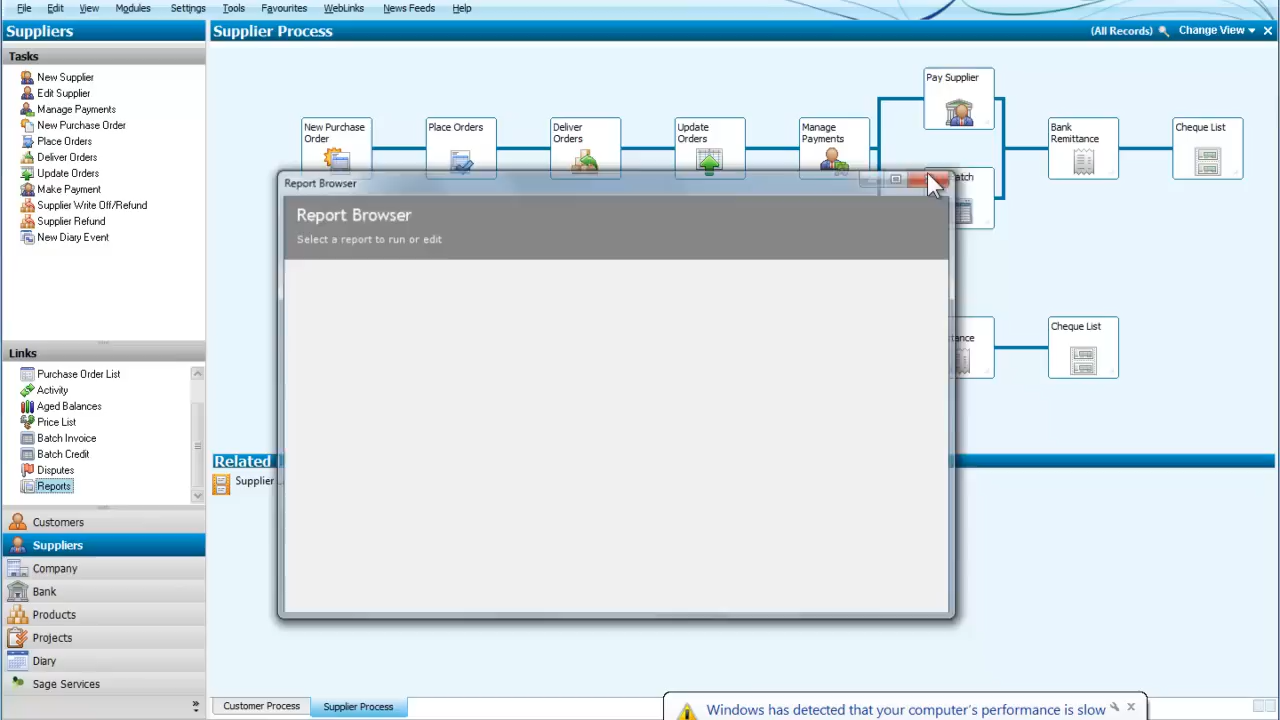 File Edit View Modules Settings Tools Favourites WebLinks News Feeds Help
Suppliers
Supplier Process
(All Records) Change View
Tasks
New Supplier
Edit Supplier
Manage Payments
New Purchase Order
Place Orders
Deliver Orders
Update Orders
Make Payment
Supplier Write Off/Refund
Supplier Refund
New Diary Event
Links
Purchase Order List
Activity
Aged Balances
Price List
Batch Invoice
Batch Credit
Disputes
Reports
Customers
Suppliers
Company
Bank
Products
Projects
Diary
Sage Services
New Purchase
Order
Place Orders
Deliver
Orders
Update
Orders
Manage
Payments
Pay Supplier
Bank
Remittance
Cheque List
Cheque List
Related
Supplier
Report Browser
Report Browser
Select a report to run or edit
Customer Process
Supplier Process
Windows has detected that your computer's performance is slow